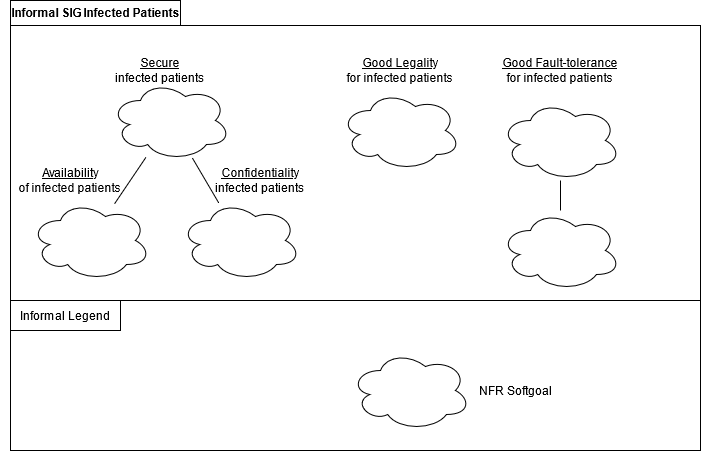 Informal SIG Infected Patients
Secure
infected patients
Good Legality
for infected patients
Good Fault-tolerance
for infected patients
Availability
of infected patients
Confidentiality
infected patients
Informal Legend
NFR Softgoal